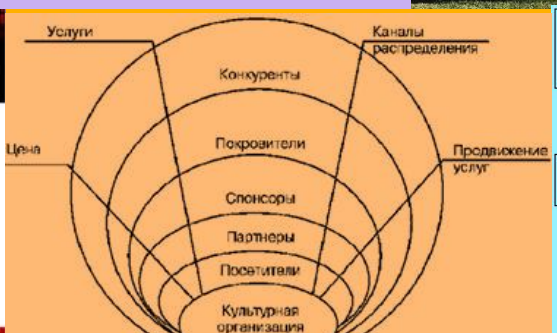 Услуги
Каналы
распределения
Конкуренты
Цена
Покровители
Продвижение
услуг
Спонсоры
Партнеры
Посетители
Культурная
организация